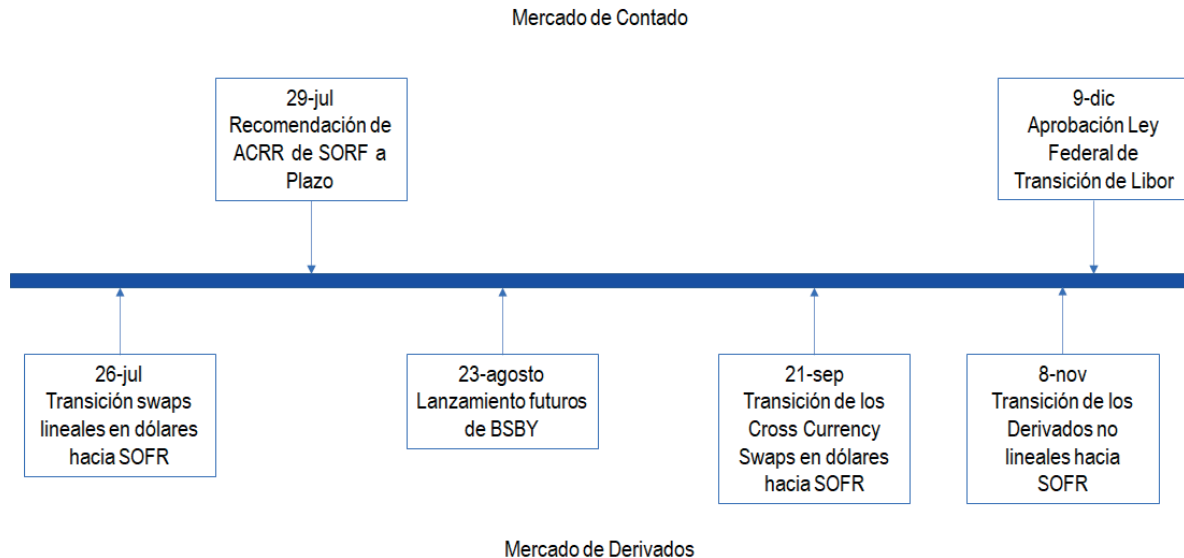 Mercado de Contado
29-jul
Recomendación de
ACRR de SORF a
Plazo
9-dic
Aprobación Ley
Federal de
Transición de Libor
26-jul
Transición swaps
lineales en dólares
hacia SOFR
23-agosto
Lanzamiento futuros
de BSBY
21-sep
Transición de los
Cross Currency
Swaps en dólares
hacia SOFR
8-nov
Transición de los
Derivados no
lineales hacia
SOFR
Mercado de Derivados